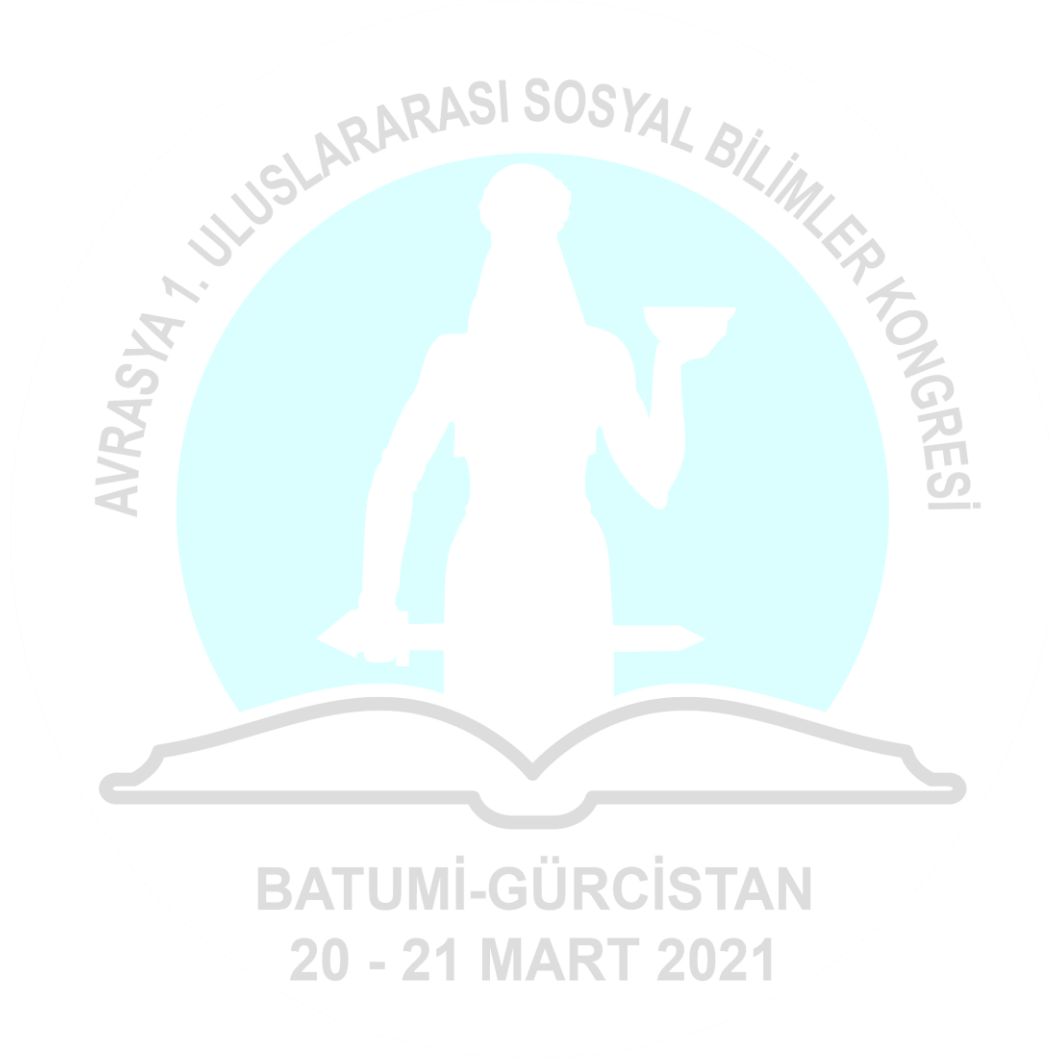 AVRASYA 1. ULUSLARARASI SOSYAL BİLİMLER KONGRESİ
BATUMİ-GÜRCİSTAN
20 - 21 MART 2021